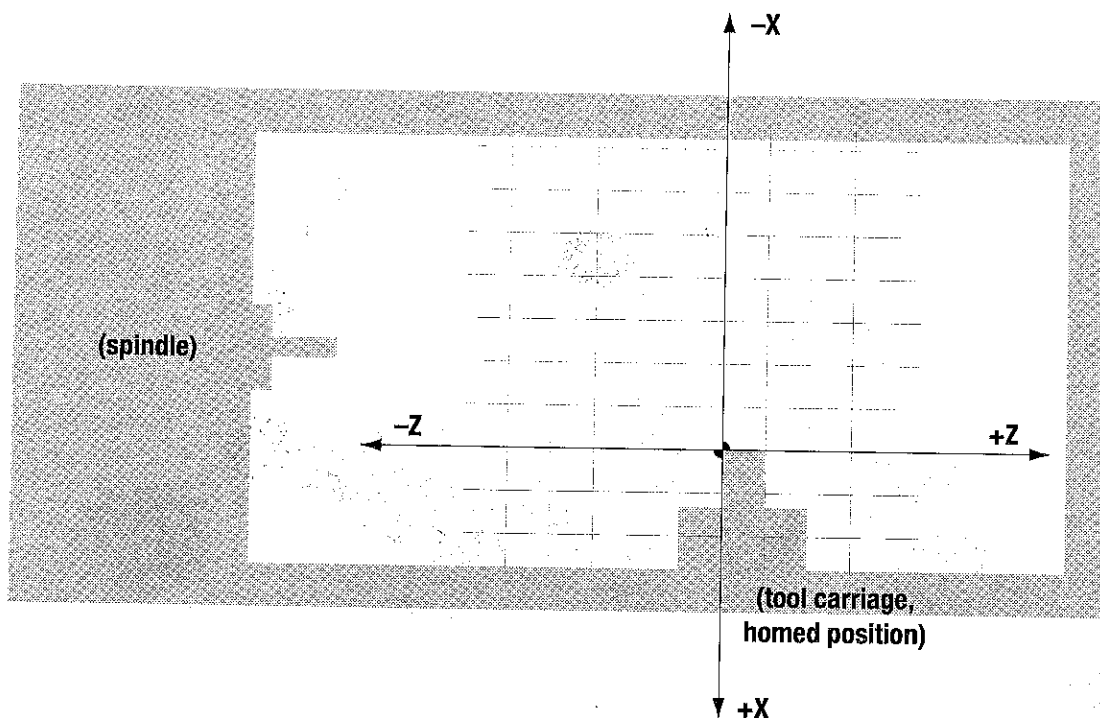 –X
(spindle)
–Z
+Z
(tool carriage,
homed position)
+X